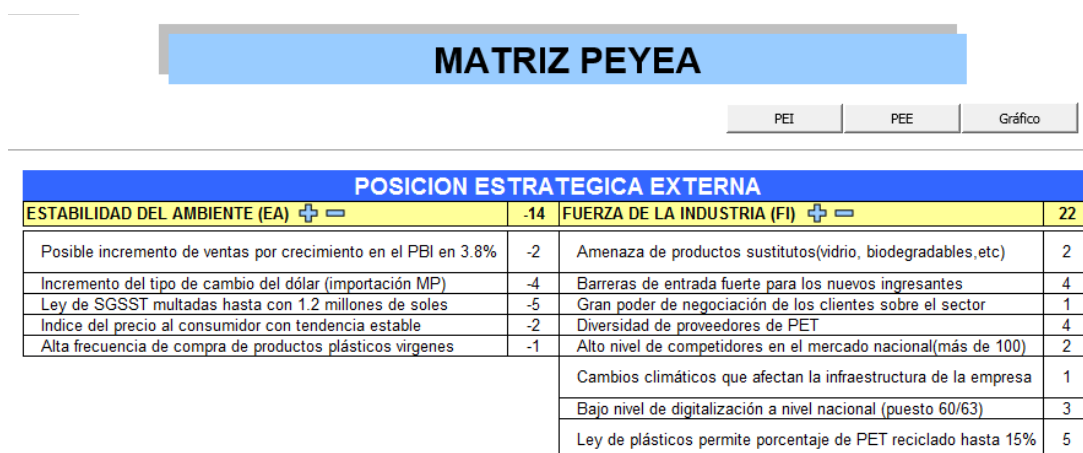 MATRIZ PEYEA
PEI PEE Gráfico
POSICION ESTRATEGICA EXTERNA
ESTABILIDAD DEL AMBIENTE (EA) -14 FUERZA DE LA INDUSTRIA (FI) 22
Posible incremento de ventas por crecimiento en el PBI en 3.8% -2 Amenaza de productos sustitutos(vidrio, biodegradables,etc) 2
Incremento del tipo de cambio del dólar (importación MP) -4 Barreras de entrada fuerte para los nuevos ingresantes 4
Ley de SGSST multadas hasta con 1.2 millones de soles -5 Gran poder de negociación de los clientes sobre el sector 1
Indice del precio al consumidor con tendencia estable -2 Diversidad de proveedores de PET 4
Alta frecuencia de compra de productos plásticos virgenes -1 Alto nivel de competidores en el mercado nacional(más de 100) 2
Cambios climáticos que afectan la infraestructura de la empresa 1
Bajo nivel de digitalización a nivel nacional (puesto 60/63) 3
Ley de plásticos permite porcentaje de PET reciclado hasta 15% 5